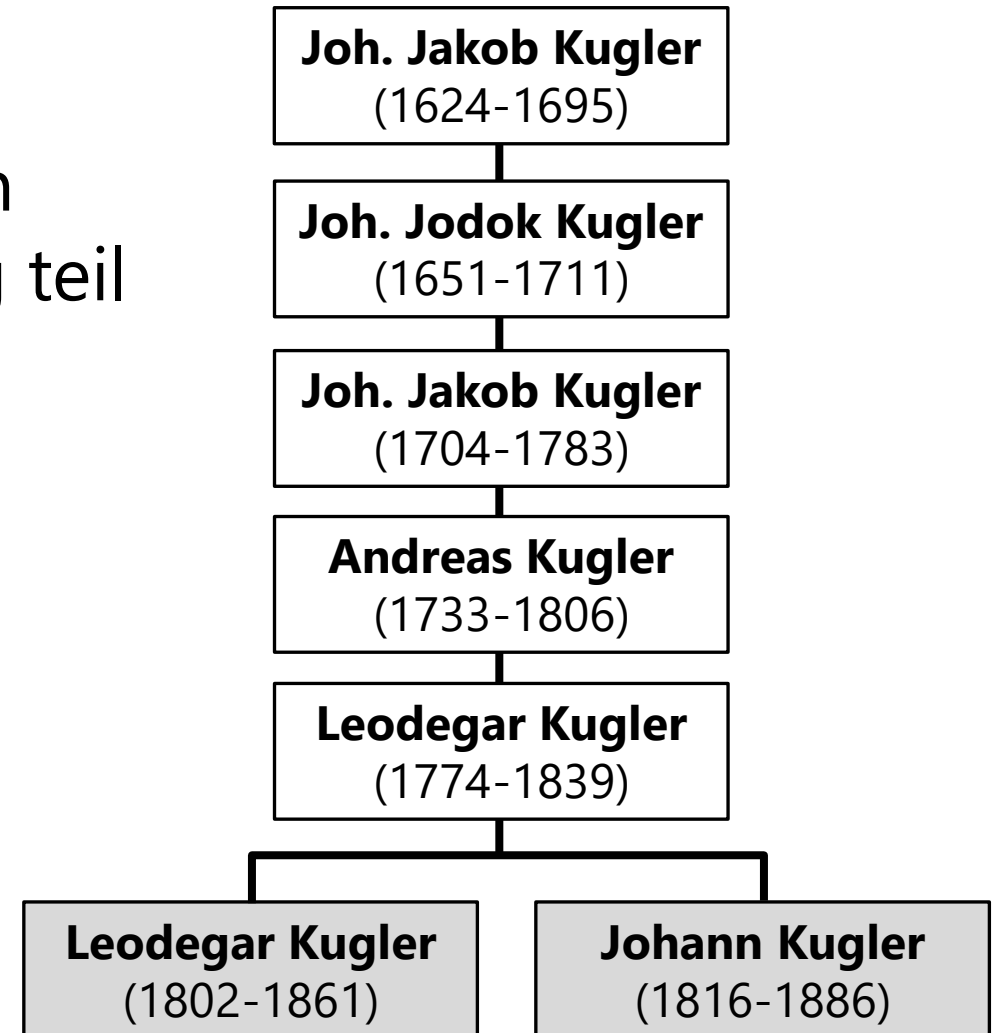 Joh. Jakob Kugler
(1624-1695)
Joh. Jodok Kugler
(1651-1711)
teil
Joh. Jakob Kugler
(1704-1783)
Andreas Kugler
(1733-1806)
Leodegar Kugler
(1774-1839)
Leodegar Kugler
(1802-1861)
Johann Kugler
(1816-1886)